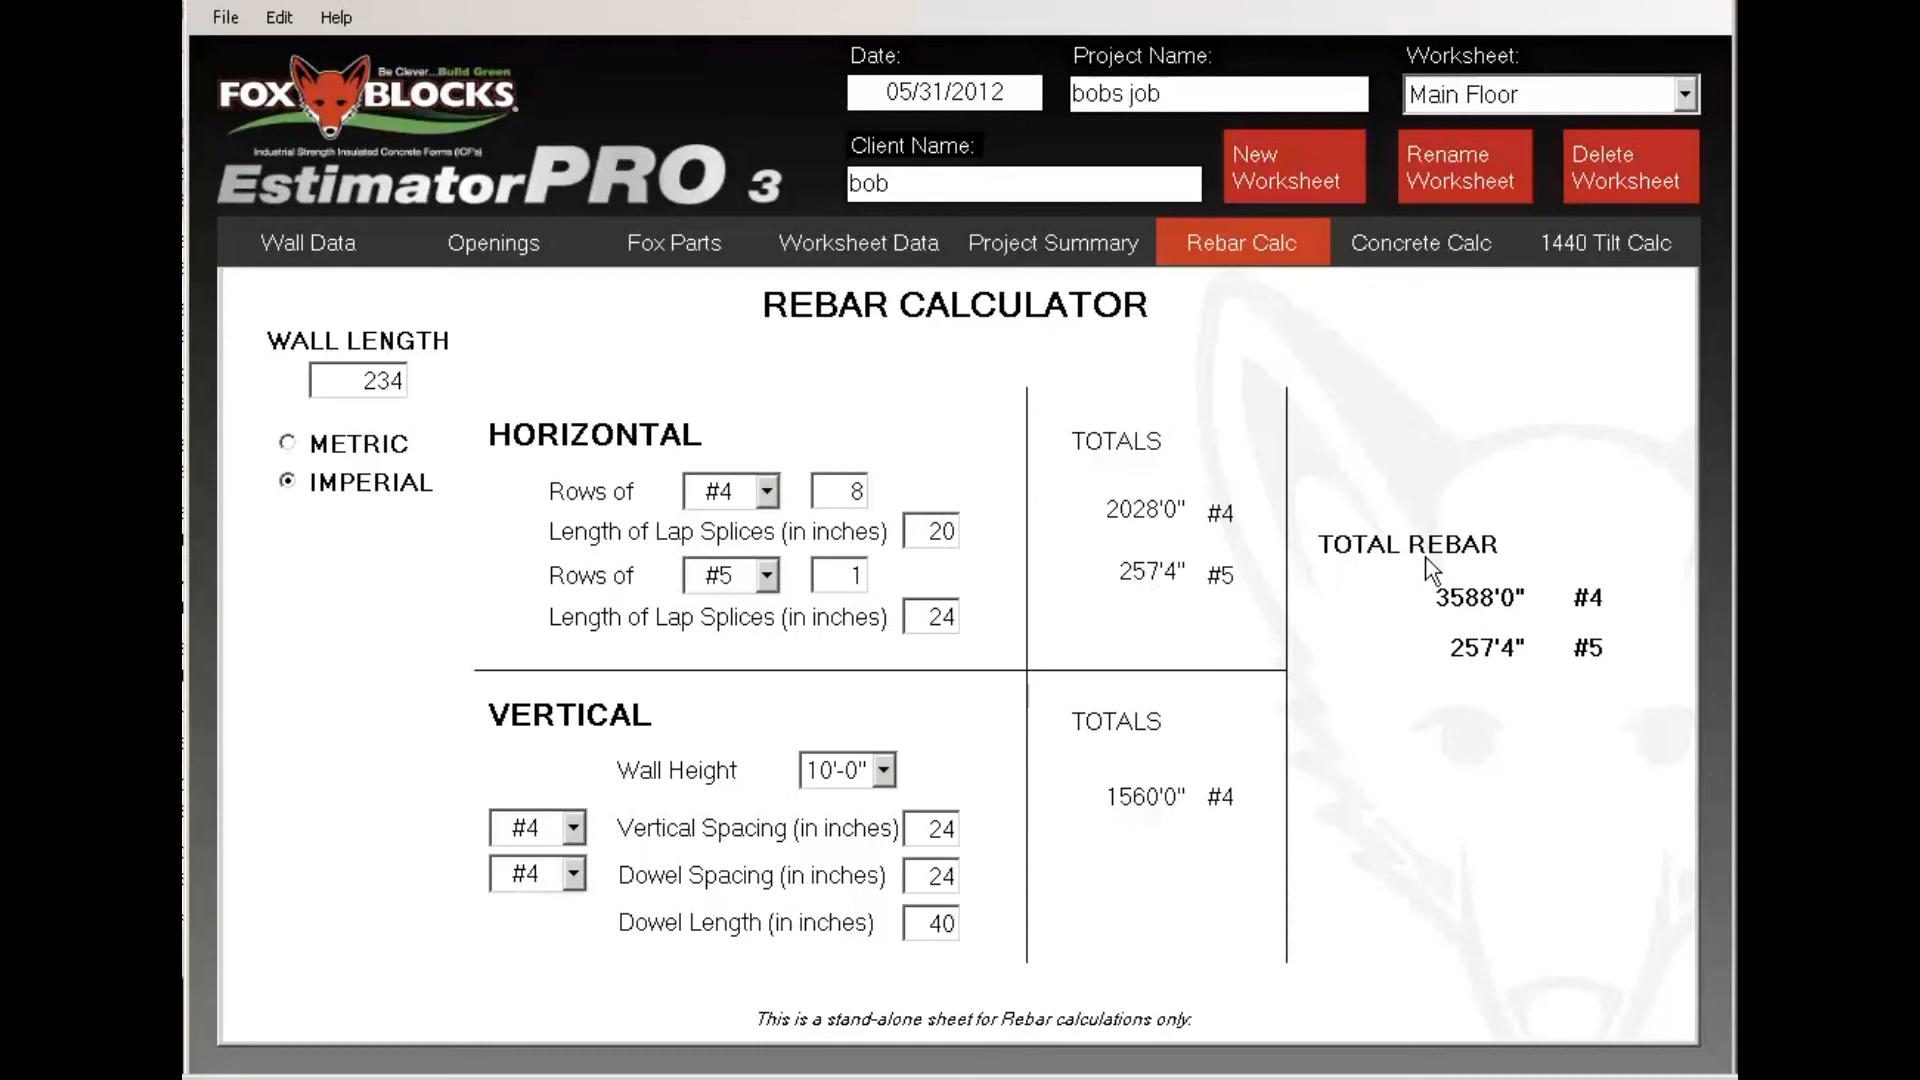 File Edit Help
Be Clever...Build Green
FOX BLOCKS
Industrial Strength Insulated Concrete Forms (ICF's)
EstimatorPRO 3
Date:
05/31/2012
Project Name:
bobs job
Worksheet:
Main Floor
Client Name:
bob
New Worksheet
Rename Worksheet
Delete Worksheet
Wall Data Openings Fox Parts Worksheet Data Project Summary Rebar Calc Concrete Calc 1440 Tilt Calc
REBAR CALCULATOR
WALL LENGTH
234
METRIC
IMPERIAL
HORIZONTAL
Rows of #4 8
Length of Lap Splices (in inches) 20
Rows of #5 1
Length of Lap Splices (in inches) 24
TOTALS
2028'0" #4
257'4" #5
TOTAL REBAR
3588'0" #4
257'4" #5
VERTICAL
Wall Height 10'-0"
#4 Vertical Spacing (in inches) 24
#4 Dowel Spacing (in inches) 24
Dowel Length (in inches) 40
TOTALS
1560'0" #4
This is a stand-alone sheet for Rebar calculations only.